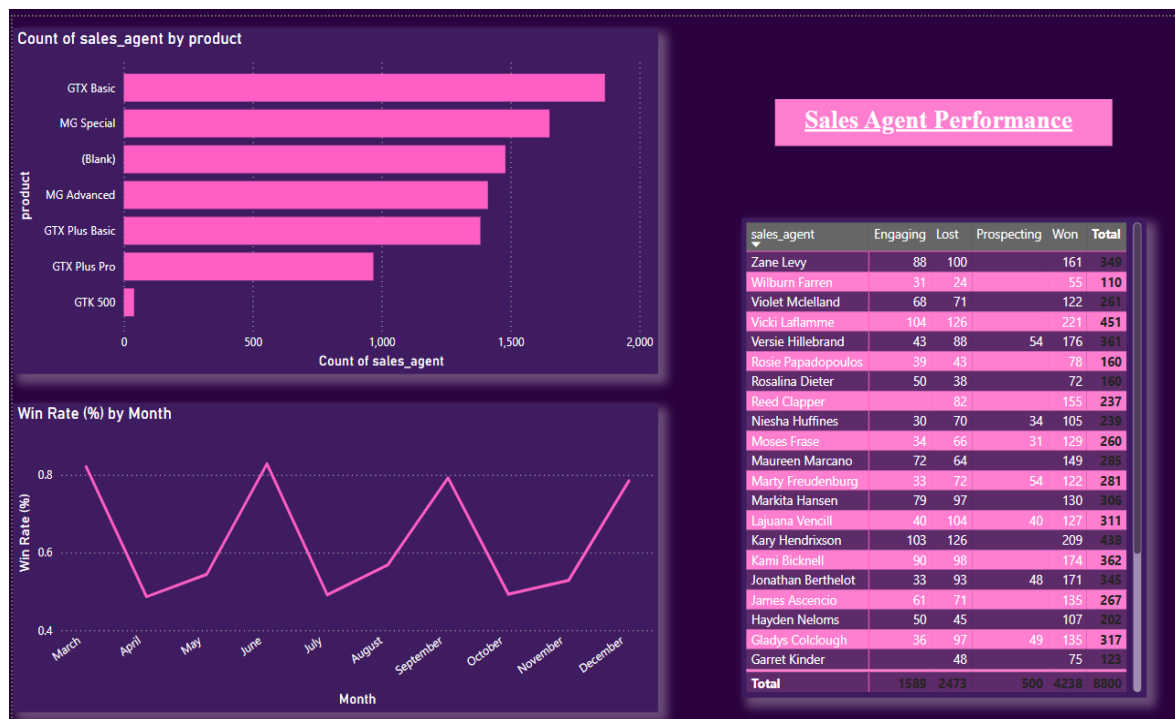 Count of sales_agent by product
product
GTX Basic
MG Special
(Blank)
MG Advanced
GTX Plus Basic
GTX Plus Pro
GTK 500
0 500 1,000 1,500 2,000
Count of sales_agent
Win Rate (%) by Month
Win Rate (%)
0.8
0.6
0.4
March April May June July August September October November December
Month
Sales Agent Performance
sales_agent Engaging Lost Prospecting Won Total
Zane Levy 88 100 161 349
Wilburn Farren 31 24 55 110
Violet Mclelland 68 71 122 261
Vicki Laflamme 104 126 221 451
Versie Hillebrand 43 88 54 176 361
Rosie Papadopoulos 39 43 78 160
Rosalina Dieter 50 38 72 160
Reed Clapper 82 155 237
Niesha Huffines 30 70 34 105 239
Moses Frase 34 66 31 129 260
Maureen Marcano 72 64 149 285
Marty Freudenburg 33 72 54 122 281
Markita Hansen 79 97 130 306
Lajuana Vencill 40 104 40 127 311
Kary Hendrixson 103 126 209 438
Kami Bicknell 90 98 174 362
Jonathan Berthelot 33 93 48 171 345
James Ascencio 61 71 135 267
Hayden Neloms 50 45 107 202
Gladys Colclough 36 97 49 135 317
Garret Kinder 48 75 123
Total 1589 2473 500 4238 8800